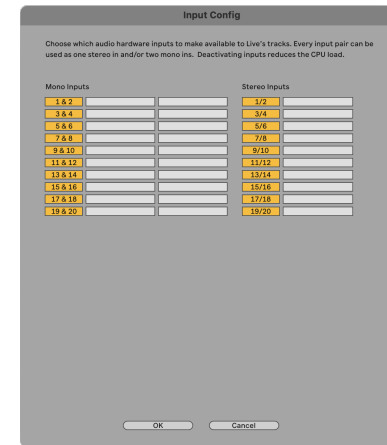 Input Config
Choose which audio hardware inputs to make available to Live's tracks. Every input pair can be
used as one stereo in and/or two mono ins. Deactivating inputs reduces the CPU load.
Mono Inputs Stereo Inputs
1 & 2 1/2
3 & 4 3/4
5 & 6 5/6
7 & 8 7/8
9 & 10 9/10
11 & 12 11/12
13 & 14 13/14
15 & 16 15/16
17 & 18 17/18
19 & 20 19/20
OK Cancel